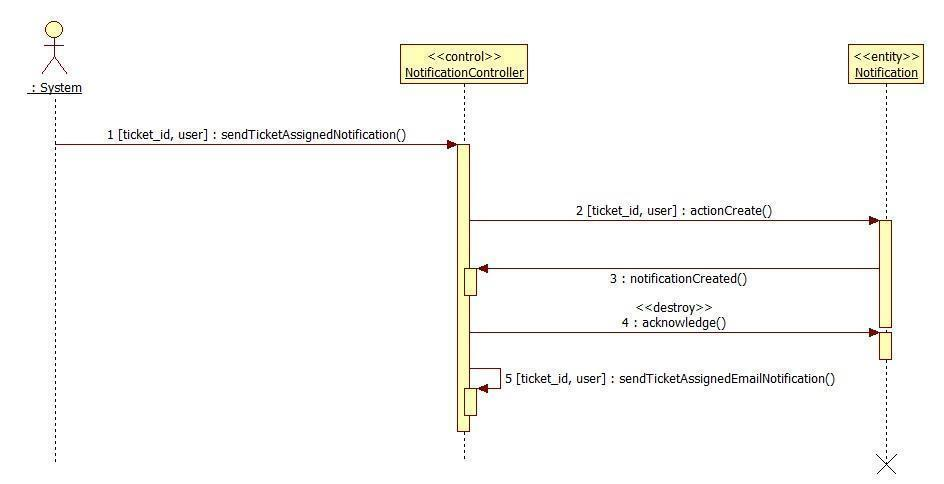 : System
<<control>>
NotificationController
<<entity>>
Notification
1 [ticket_id, user] : sendTicketAssignedNotification()
2 [ticket_id, user] : actionCreate()
3 : notificationCreated()
<<destroy>>
4 : acknowledge()
5 [ticket_id, user] : sendTicketAssignedEmailNotification()